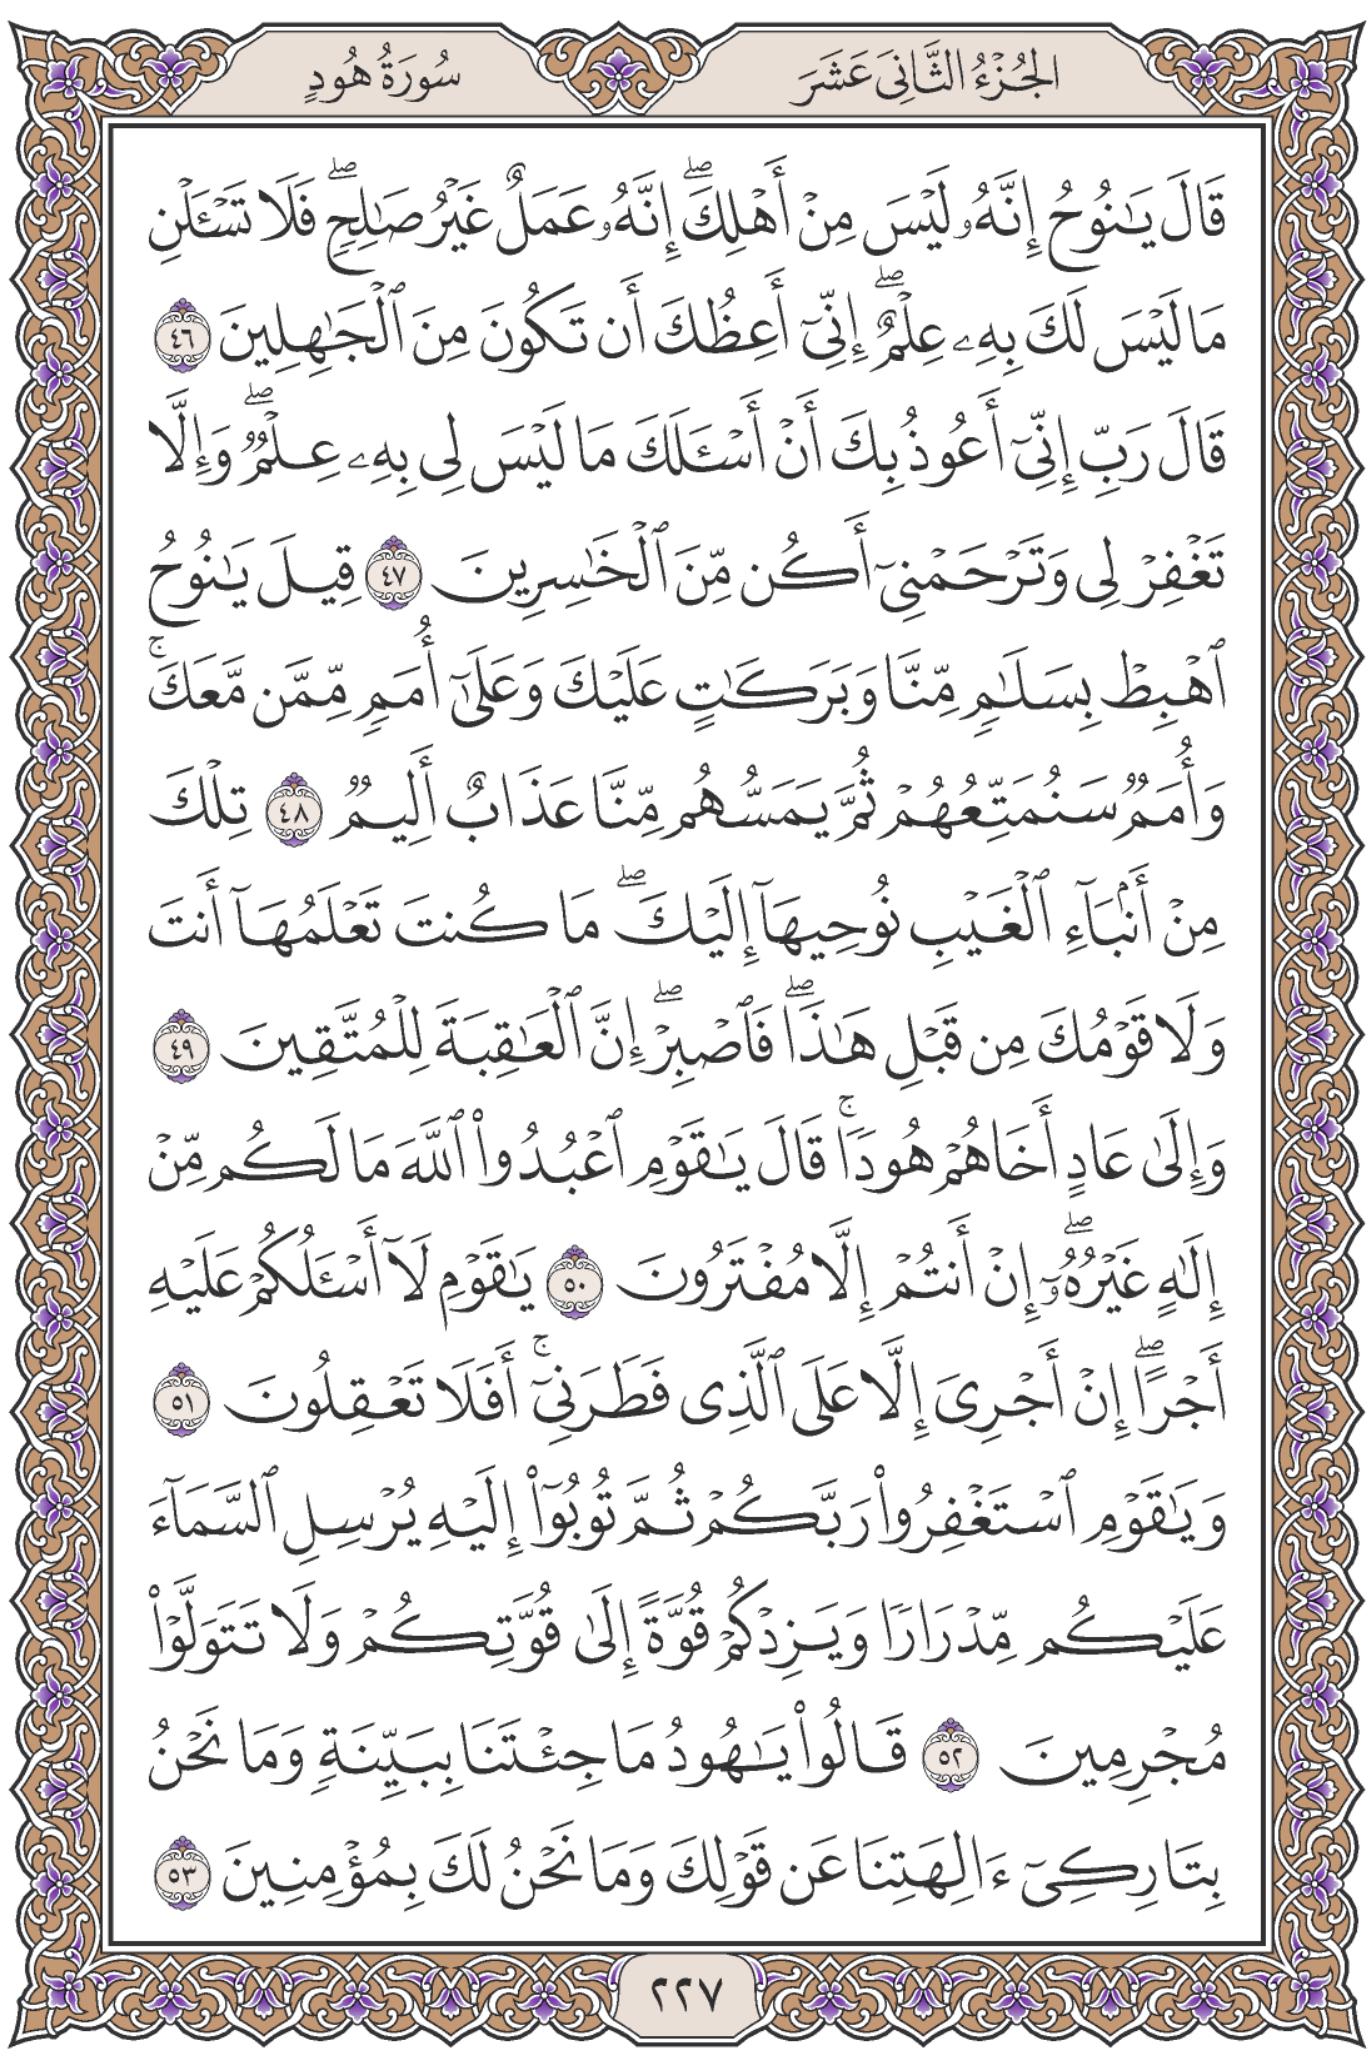 الجُزْءُ الثَّانِيَ عَشَرَ
سُورَةُ هُودٍ
قَالَ يَـٰنُوحُ إِنَّهُۥ لَيْسَ مِنْ أَهْلِكَ ۖ إِنَّهُۥ عَمَلٌ غَيْرُ صَـٰلِحٍ ۖ فَلَا تَسْـَٔلْنِ
مَا لَيْسَ لَكَ بِهِۦ عِلْمٌ ۖ إِنِّىٓ أَعِظُكَ أَن تَكُونَ مِنَ ٱلْجَـٰهِلِينَ ٤٦
قَالَ رَبِّ إِنِّىٓ أَعُوذُ بِكَ أَنْ أَسْـَٔلَكَ مَا لَيْسَ لِى بِهِۦ عِلْمٌ ۖ وَإِلَّا
تَغْفِرْ لِى وَتَرْحَمْنِىٓ أَكُن مِّنَ ٱلْخَـٰسِرِينَ ٤٧ قِيلَ يَـٰنُوحُ
ٱهْبِطْ بِسَلَـٰمٍ مِّنَّا وَبَرَكَـٰتٍ عَلَيْكَ وَعَلَىٰٓ أُمَمٍ مِّمَّن مَّعَكَ ۚ
وَأُمَمٌ سَنُمَتِّعُهُمْ ثُمَّ يَمَسُّهُم مِّنَّا عَذَابٌ أَلِيمٌ ٤٨ تِلْكَ
مِنْ أَنۢبَآءِ ٱلْغَيْبِ نُوحِيهَآ إِلَيْكَ ۖ مَا كُنتَ تَعْلَمُهَآ أَنتَ
وَلَا قَوْمُكَ مِن قَبْلِ هَـٰذَا ۖ فَٱصْبِرْ ۖ إِنَّ ٱلْعَـٰقِبَةَ لِلْمُتَّقِينَ ٤٩
وَإِلَىٰ عَادٍ أَخَاهُمْ هُودًا ۚ قَالَ يَـٰقَوْمِ ٱعْبُدُوا۟ ٱللَّهَ مَا لَكُم مِّنْ
إِلَـٰهٍ غَيْرُهُۥٓ ۖ إِنْ أَنتُمْ إِلَّا مُفْتَرُونَ ٥٠ يَـٰقَوْمِ لَآ أَسْـَٔلُكُمْ عَلَيْهِ
أَجْرًا ۖ إِنْ أَجْرِىَ إِلَّا عَلَى ٱلَّذِى فَطَرَنِىٓ ۚ أَفَلَا تَعْقِلُونَ ٥١
وَيَـٰقَوْمِ ٱسْتَغْفِرُوا۟ رَبَّكُمْ ثُمَّ تُوبُوٓا۟ إِلَيْهِ يُرْسِلِ ٱلسَّمَآءَ
عَلَيْكُم مِّدْرَارًا وَيَزِدْكُمْ قُوَّةً إِلَىٰ قُوَّتِكُمْ وَلَا تَتَوَلَّوْا۟
مُجْرِمِينَ ٥٢ قَالُوا۟ يَـٰهُودُ مَا جِئْتَنَا بِبَيِّنَةٍ وَمَا نَحْنُ
بِتَارِكِىٓ ءَالِهَتِنَا عَن قَوْلِكَ وَمَا نَحْنُ لَكَ بِمُؤْمِنِينَ ٥٣
٢٢٧